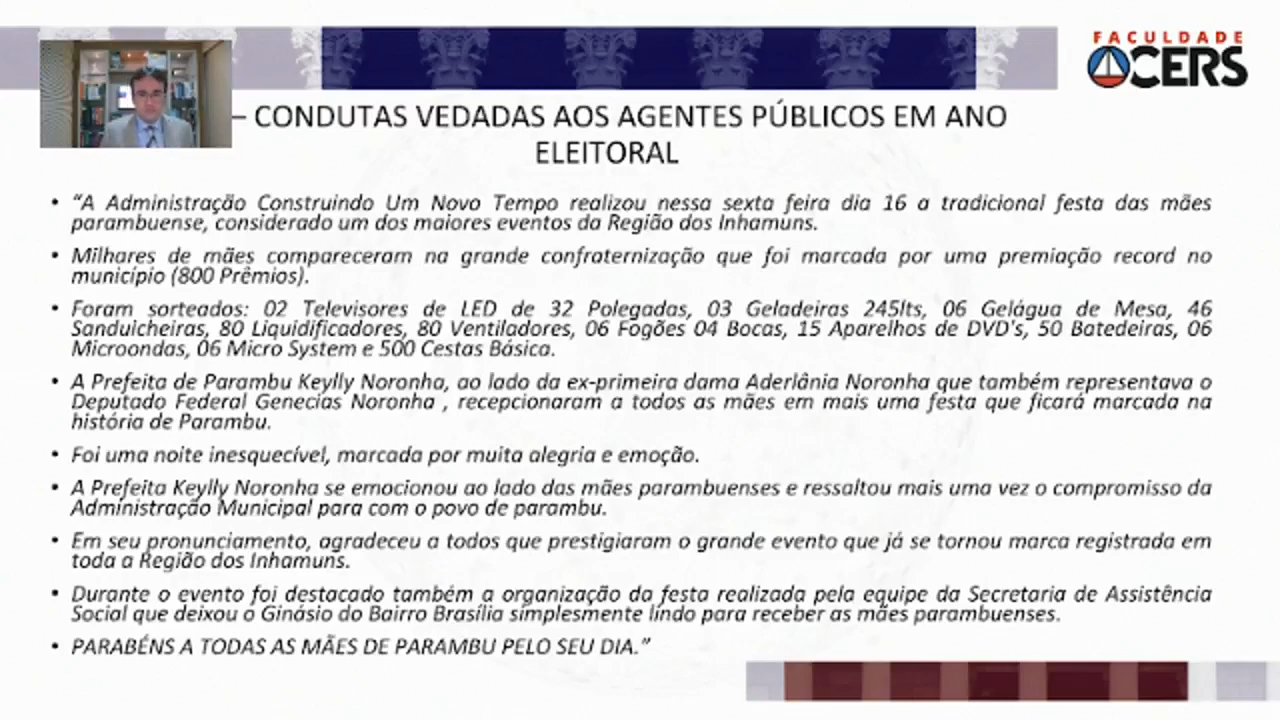 FACULDADE
CERS
– CONDUTAS VEDADAS AOS AGENTES PÚBLICOS EM ANO
ELEITORAL
• “A Administração Construindo Um Novo Tempo realizou nessa sexta feira dia 16 a tradicional festa das mães
parambuense, considerado um dos maiores eventos da Região dos Inhamuns.
• Milhares de mães compareceram na grande confraternização que foi marcada por uma premiação record no
município (800 Prêmios).
• Foram sorteados: 02 Televisores de LED de 32 Polegadas, 03 Geladeiras 245lts, 06 Gelágua de Mesa, 46
Sanduicheiras, 80 Liquidificadores, 80 Ventiladores, 06 Fogões 04 Bocas, 15 Aparelhos de DVD's, 50 Batedeiras, 06
Microondas, 06 Micro System e 500 Cestas Básica.
• A Prefeita de Parambu Keylly Noronha, ao lado da ex-primeira dama Aderlânia Noronha que também representava o
Deputado Federal Genecias Noronha , recepcionaram a todos as mães em mais uma festa que ficará marcada na
história de Parambu.
• Foi uma noite inesquecível, marcada por muita alegria e emoção.
• A Prefeita Keylly Noronha se emocionou ao lado das mães parambuenses e ressaltou mais uma vez o compromisso da
Administração Municipal para com o povo de parambu.
• Em seu pronunciamento, agradeceu a todos que prestigiaram o grande evento que já se tornou marca registrada em
toda a Região dos Inhamuns.
• Durante o evento foi destacado também a organização da festa realizada pela equipe da Secretaria de Assistência
Social que deixou o Ginásio do Bairro Brasília simplesmente lindo para receber as mães parambuenses.
• PARABÉNS A TODAS AS MÃES DE PARAMBU PELO SEU DIA.”